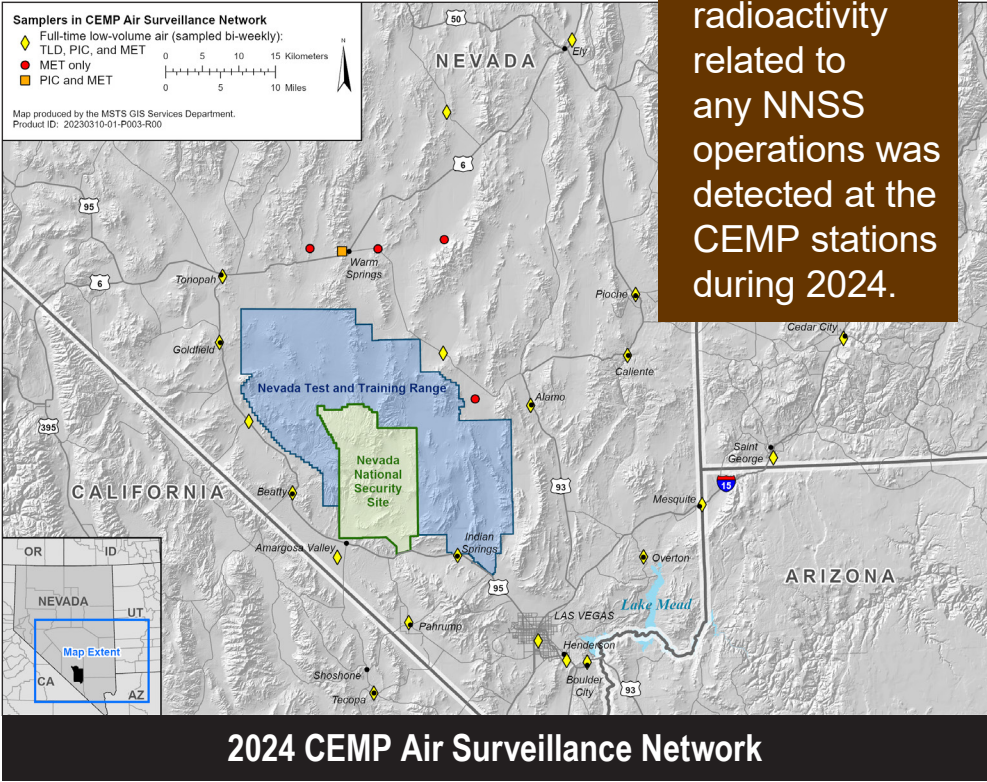 Samplers in CEMP Air Surveillance Network
Full-time low-volume air (sampled bi-weekly):
TLD, PIC, and MET
MET only
PIC and MET
0 5 10 15 Kilometers
0 5 10 Miles
N
Map produced by the MSTS GIS Services Department.
Product ID: 20230310-01-P003-R00
radioactivity
related to
any NNSS
operations was
detected at the
CEMP stations
during 2024.
50
Ely
NEVADA
6
95
Warm
Springs
Tonopah
6
Pioche
Cedar City
Goldfield
Caliente
Nevada Test and Training Range
Alamo
395
Saint
George
Nevada
National
Security
Site
15
93
CALIFORNIA
Beatty
Mesquite
Indian
Springs
Amargosa Valley
Overton
ARIZONA
95
Lake Mead
LAS VEGAS
Pahrump
Henderson
Boulder
City
93
Shoshone
Tecopa
OR
ID
NEVADA
UT
Map Extent
CA
AZ
2024 CEMP Air Surveillance Network